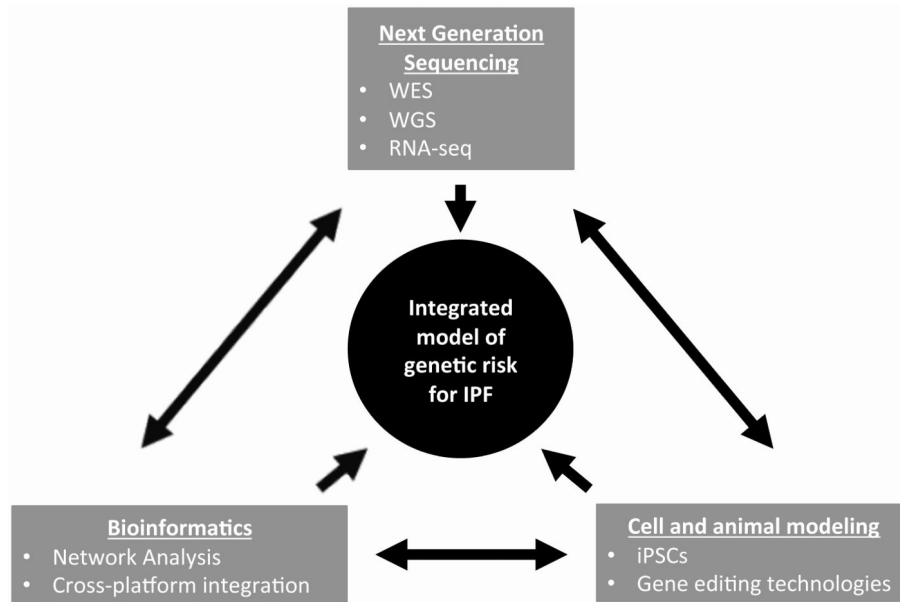 Next Generation
Sequencing
• WES
• WGS
• RNA-seq
Integrated
model of
genetic risk
for IPF
Bioinformatics
• Network Analysis
• Cross-platform integration
Cell and animal modeling
• iPSCs
• Gene editing technologies